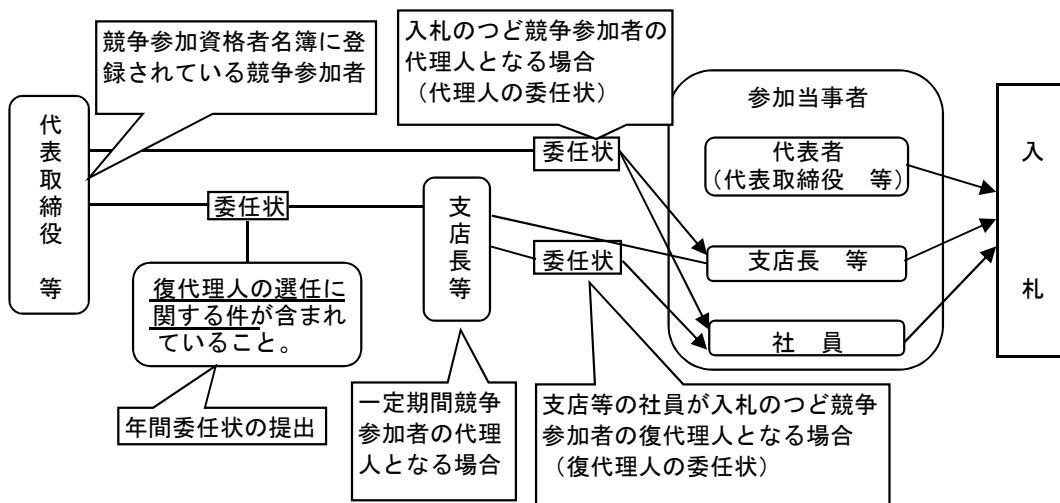 競争参加資格者名簿に登
録されている競争参加者
入札のつど競争参加者の
代理人となる場合
（代理人の委任状）
参加当事者
代表取締役　等
委任状
代表者
（代表取締役　等）
入札
委任状
支店長等
委任状
支店長　等
復代理人の選任に
関する件が含まれ
ていること。
社　員
年間委任状の提出
一定期間競争
参加者の代理
人となる場合
支店等の社員が入札のつど競争
参加者の復代理人となる場合
（復代理人の委任状）